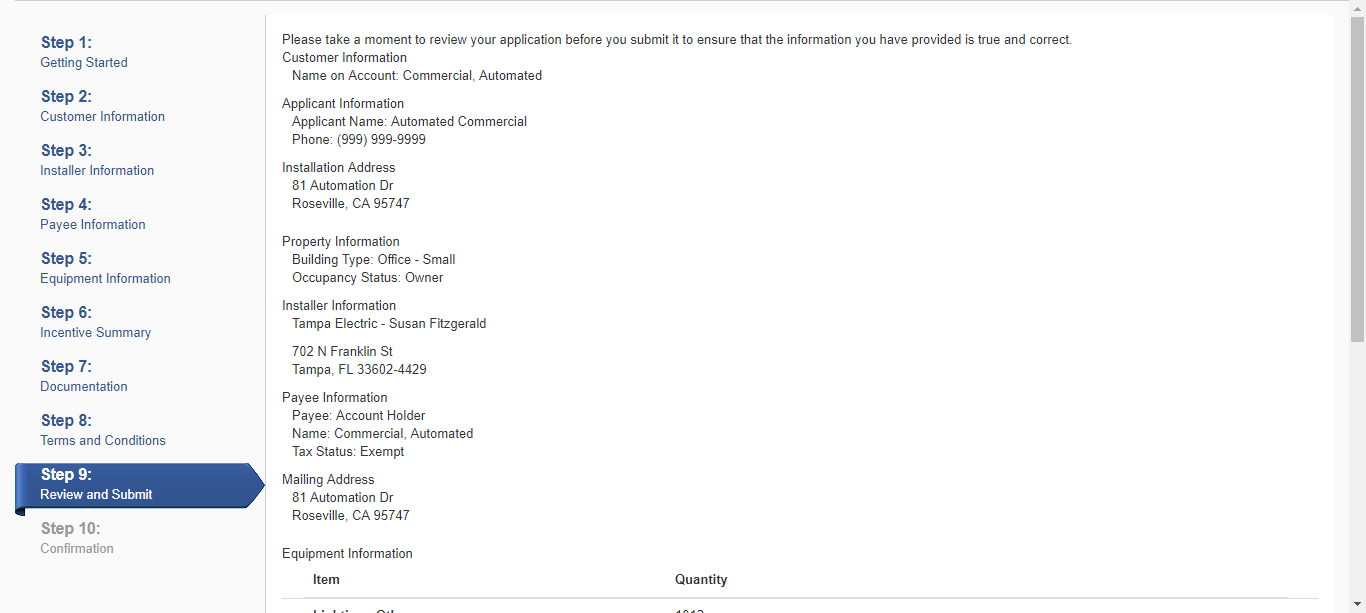 Step 1:
Getting Started
Step 2:
Customer Information
Step 3:
Installer Information
Step 4:
Payee Information
Step 5:
Equipment Information
Step 6:
Incentive Summary
Step 7:
Documentation
Step 8:
Terms and Conditions
Step 9:
Review and Submit
Step 10:
Confirmation
Please take a moment to review your application before you submit it to ensure that the information you have provided is true and correct.
Customer Information
Name on Account: Commercial, Automated
Applicant Information
Applicant Name: Automated Commercial
Phone: (999) 999-9999
Installation Address
81 Automation Dr
Roseville, CA 95747
Property Information
Building Type: Office - Small
Occupancy Status: Owner
Installer Information
Tampa Electric - Susan Fitzgerald
702 N Franklin St
Tampa, FL 33602-4429
Payee Information
Payee: Account Holder
Name: Commercial, Automated
Tax Status: Exempt
Mailing Address
81 Automation Dr
Roseville, CA 95747
Equipment Information
Item Quantity